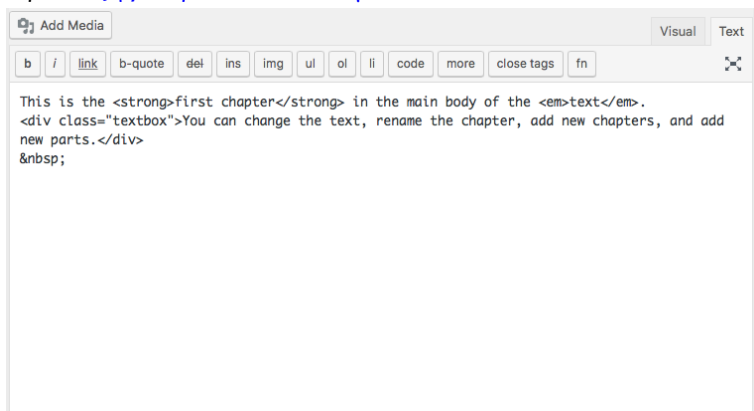 Add Media
Visual Text
b i link b-quote del ins img ul ol li code more close tags fn
This is the <strong>first chapter</strong> in the main body of the <em>text</em>.
<div class="textbox">You can change the text, rename the chapter, add new chapters, and add
new parts.</div>
&nbsp;